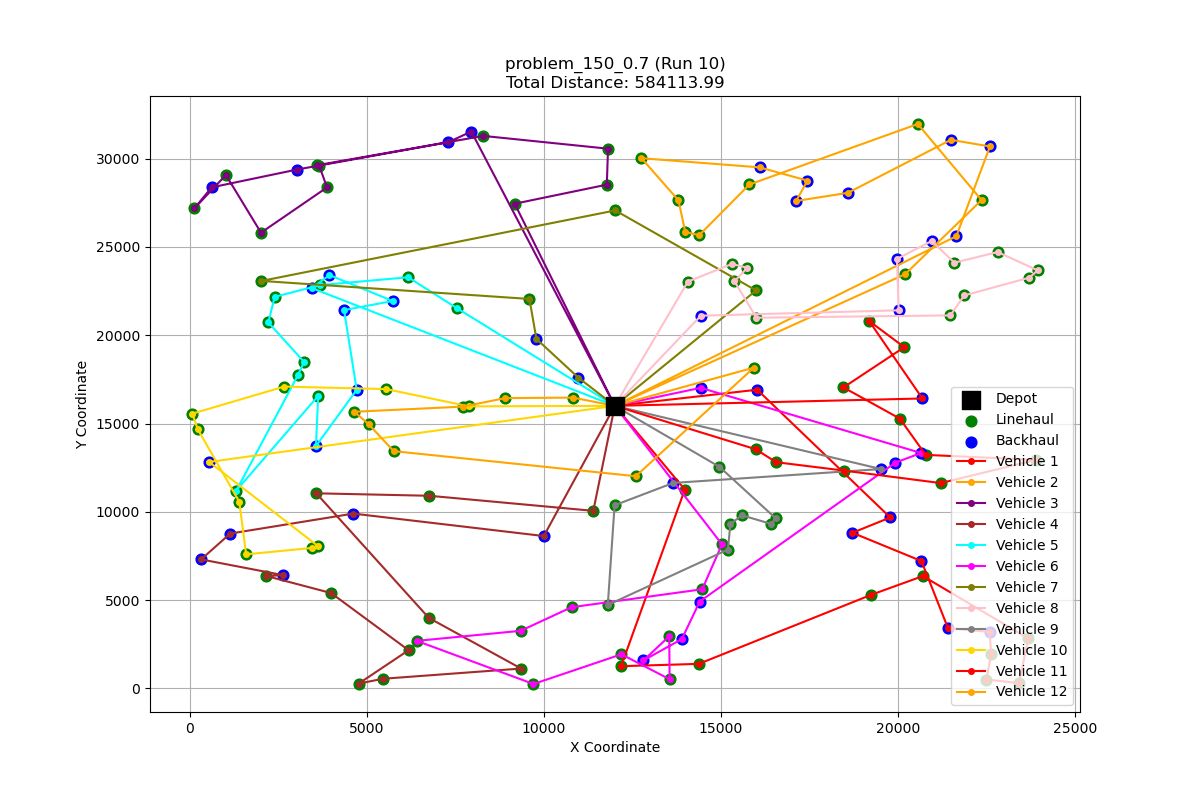 problem_150_0.7 (Run 10)
Total Distance: 584113.99
30000
25000
20000
15000
10000
5000
0
Y Coordinate
0
5000
10000
15000
20000
25000
X Coordinate
Depot
Linehaul
Backhaul
Vehicle 1
Vehicle 2
Vehicle 3
Vehicle 4
Vehicle 5
Vehicle 6
Vehicle 7
Vehicle 8
Vehicle 9
Vehicle 10
Vehicle 11
Vehicle 12